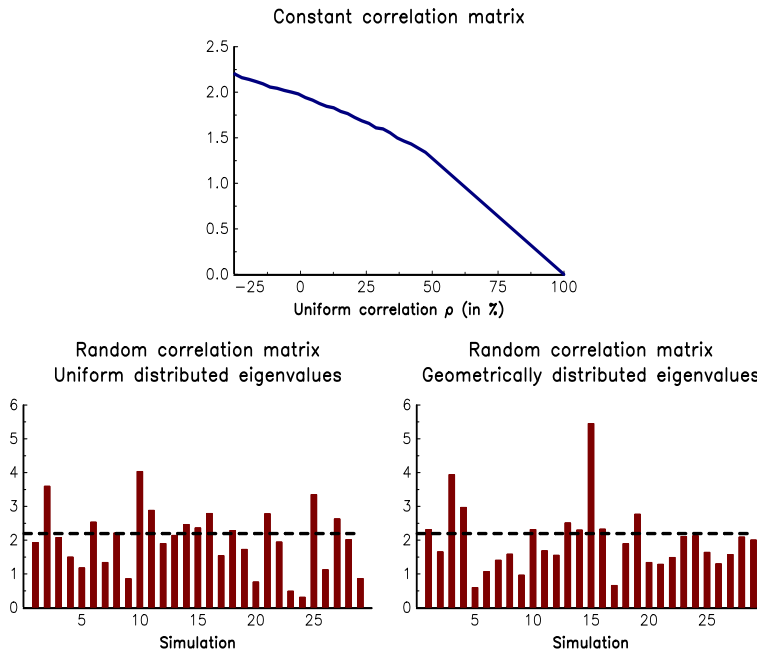 Constant correlation matrix
2.5
2.0
1.5
1.0
0.5
0.0
−25 0 25 50 75 100
Uniform correlation ρ (in %)
Random correlation matrix
Uniform distributed eigenvalues
6
5
4
3
2
1
0
5 10 15 20 25
Simulation
Random correlation matrix
Geometrically distributed eigenvalues
6
5
4
3
2
1
0
5 10 15 20 25
Simulation